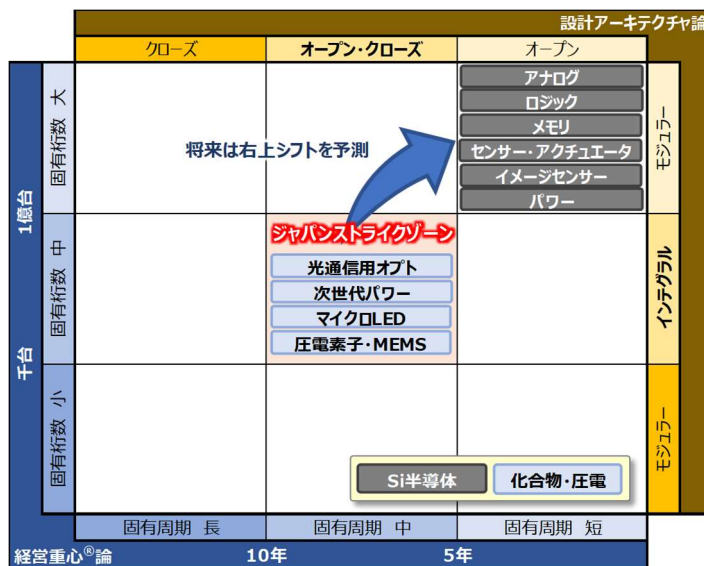 設計アーキテクチャ論
クローズ
オープン・クローズ
オープン
固有桁数 大
1億台
固有桁数 中
千台
固有桁数 小
将来は右上シフトを予測
アナログ
ロジック
メモリ
センサー・アクチュエータ
イメージセンサー
パワー
モジュラー
ジャパンストライクゾーン
光通信用オプト
次世代パワー
マイクロLED
圧電素子・MEMS
インテグラル
Si半導体
化合物・圧電
モジュラー
固有周期 長
固有周期 中
固有周期 短
経営重心®論
10年
5年